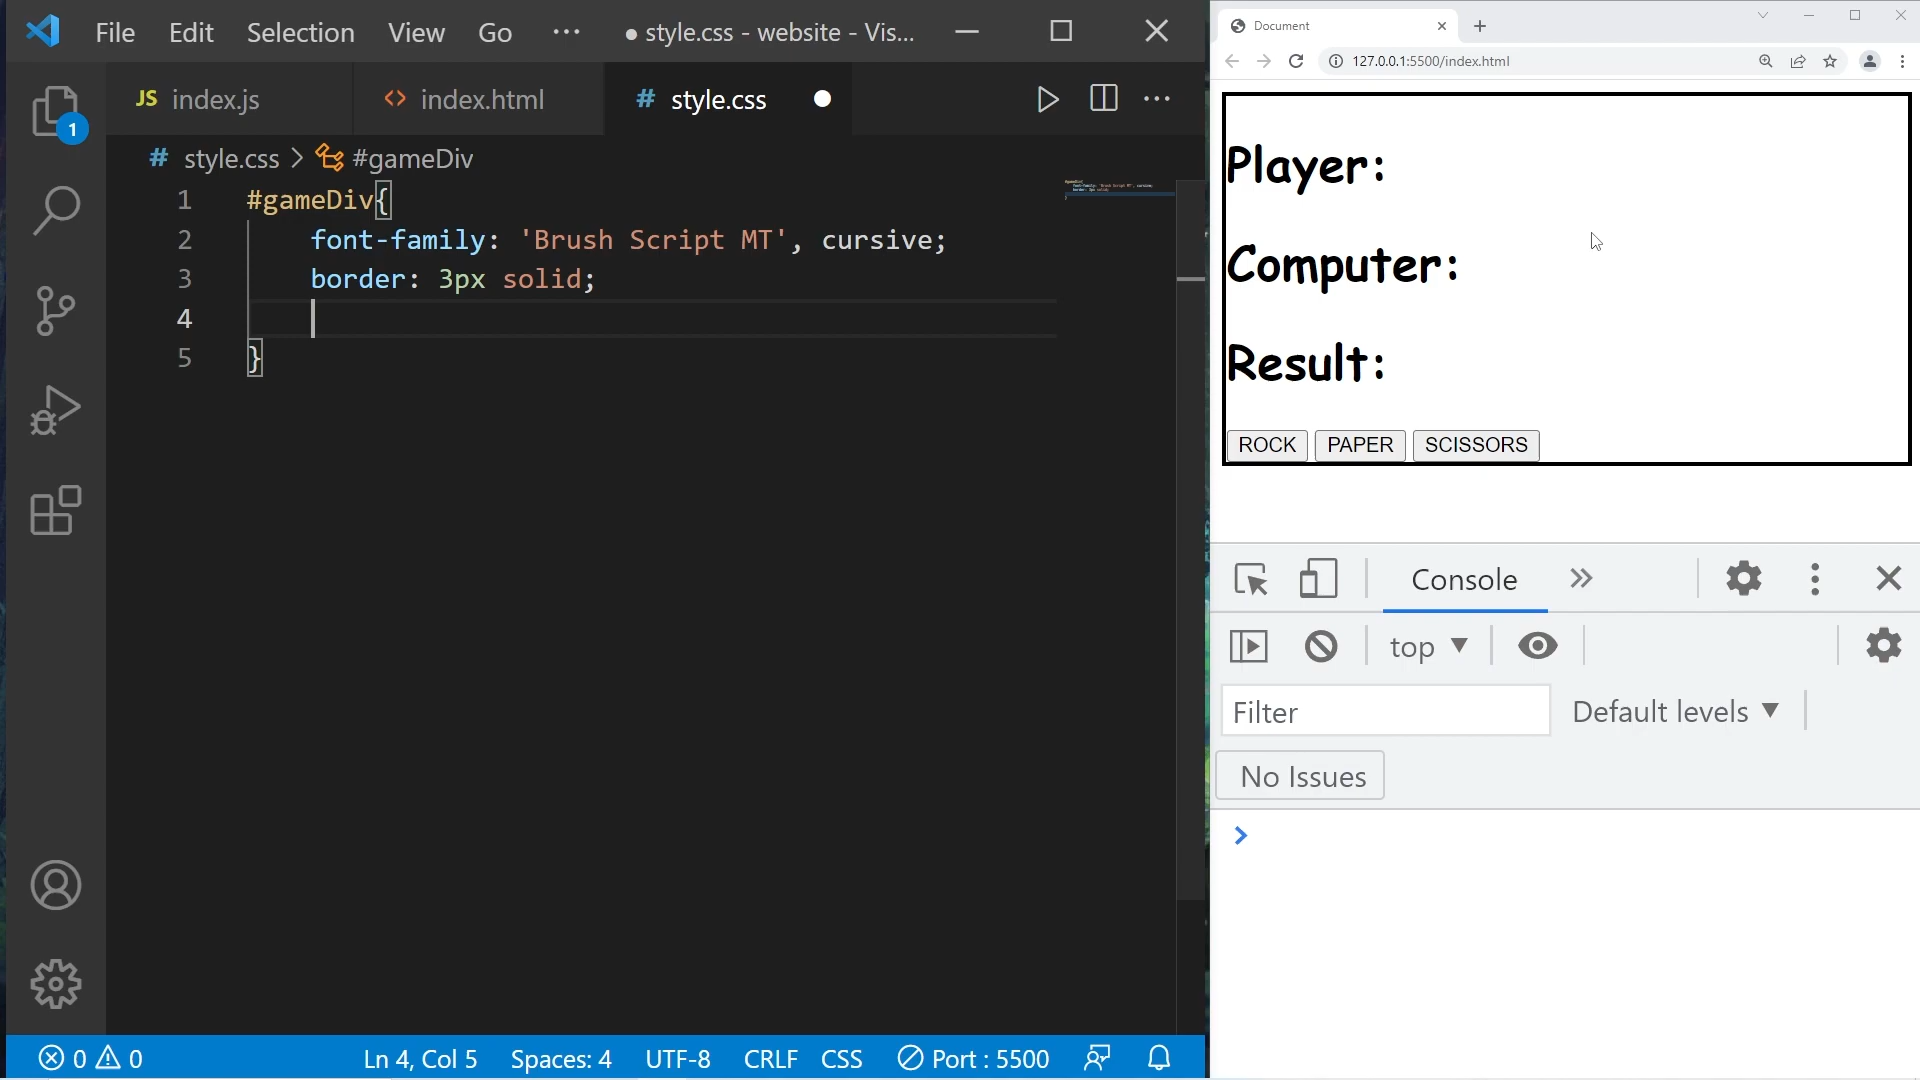 File Edit Selection View Go ··· ● style.css - website - Vis...
JS index.js <> index.html # style.css ●
# style.css > #gameDiv
1 #gameDiv{
2 font-family: 'Brush Script MT', cursive;
3 border: 3px solid;
4
5 }
1
0 0 Ln 4, Col 5 Spaces: 4 UTF-8 CRLF CSS Port : 5500
Document
127.0.0.1:5500/index.html
Player:
Computer:
Result:
ROCK PAPER SCISSORS
Console
top
Filter Default levels
No Issues